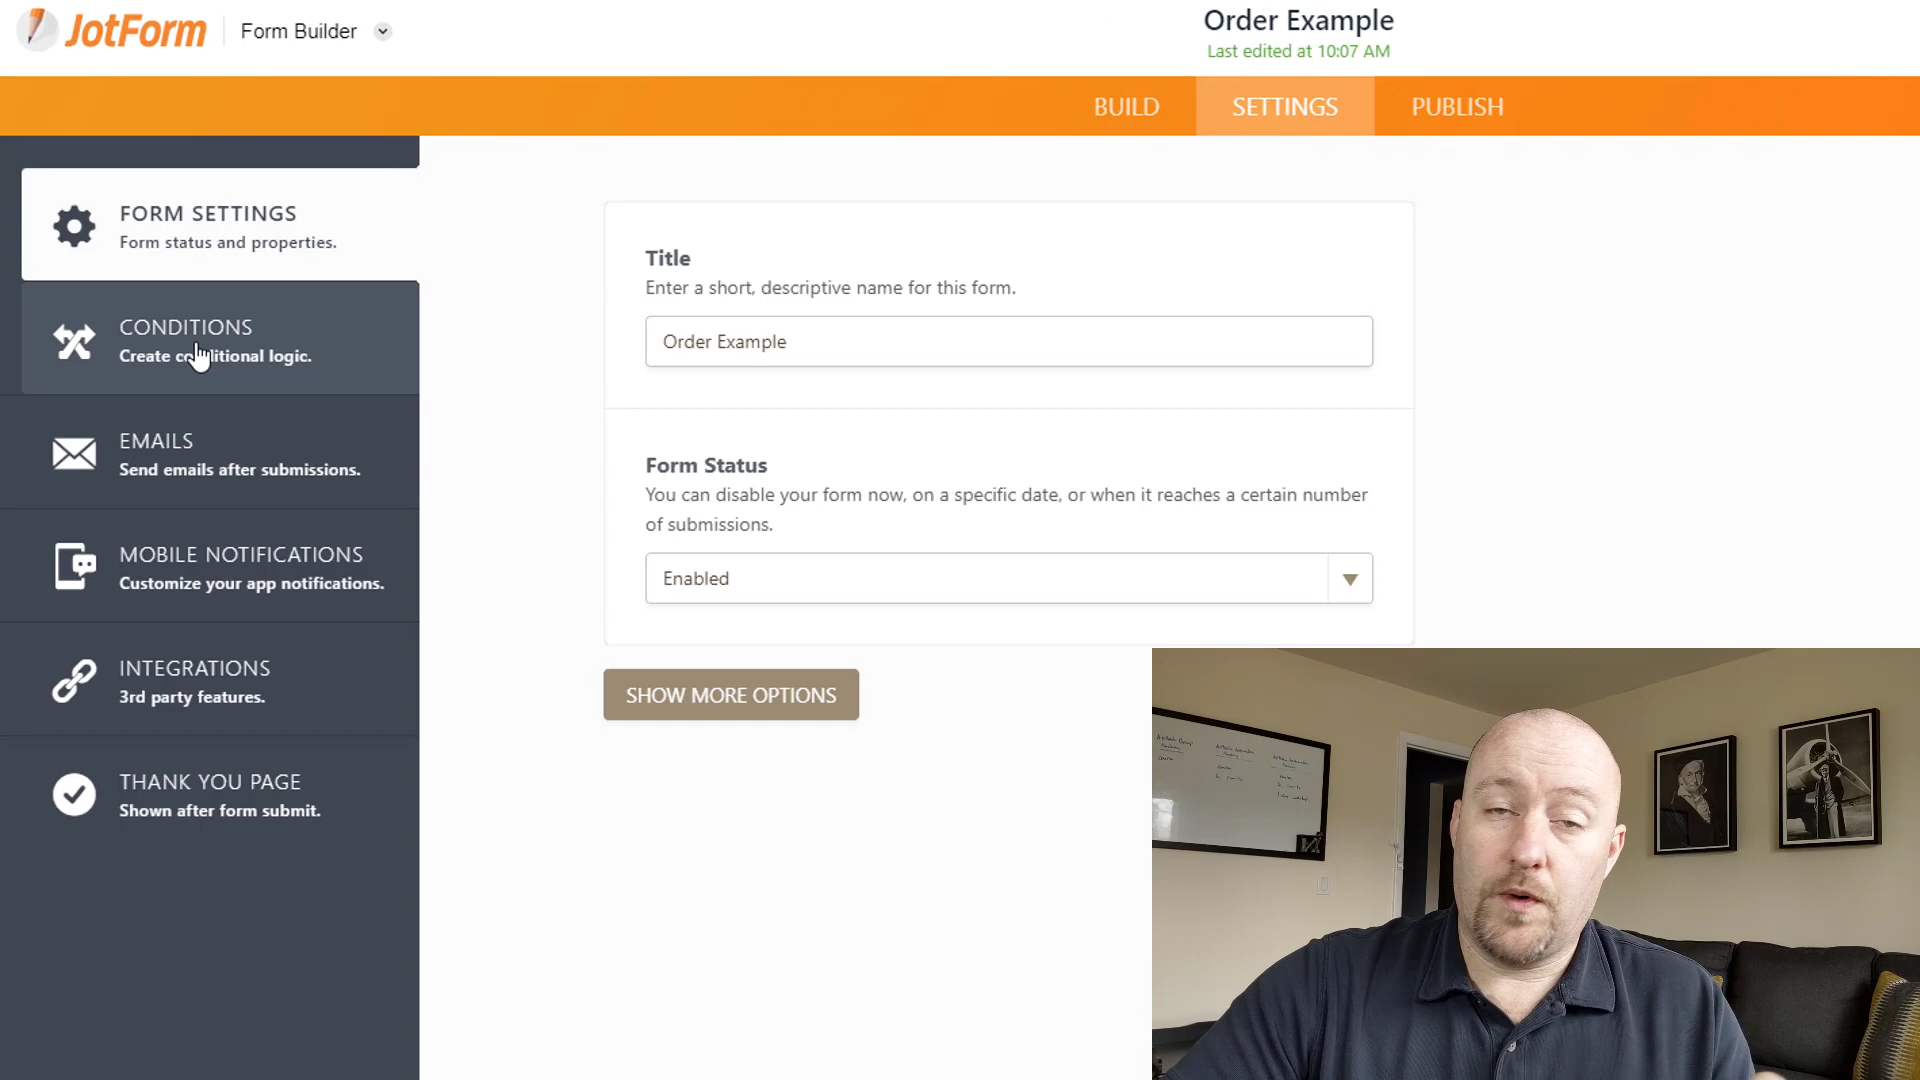 JotForm
Form Builder
Order Example
Last edited at 10:07 AM
BUILD
SETTINGS
PUBLISH
FORM SETTINGS
Form status and properties.
CONDITIONS
Create conditional logic.
EMAILS
Send emails after submissions.
MOBILE NOTIFICATIONS
Customize your app notifications.
INTEGRATIONS
3rd party features.
THANK YOU PAGE
Shown after form submit.
Title
Enter a short, descriptive name for this form.
Order Example
Form Status
You can disable your form now, on a specific date, or when it reaches a certain number
of submissions.
Enabled
SHOW MORE OPTIONS